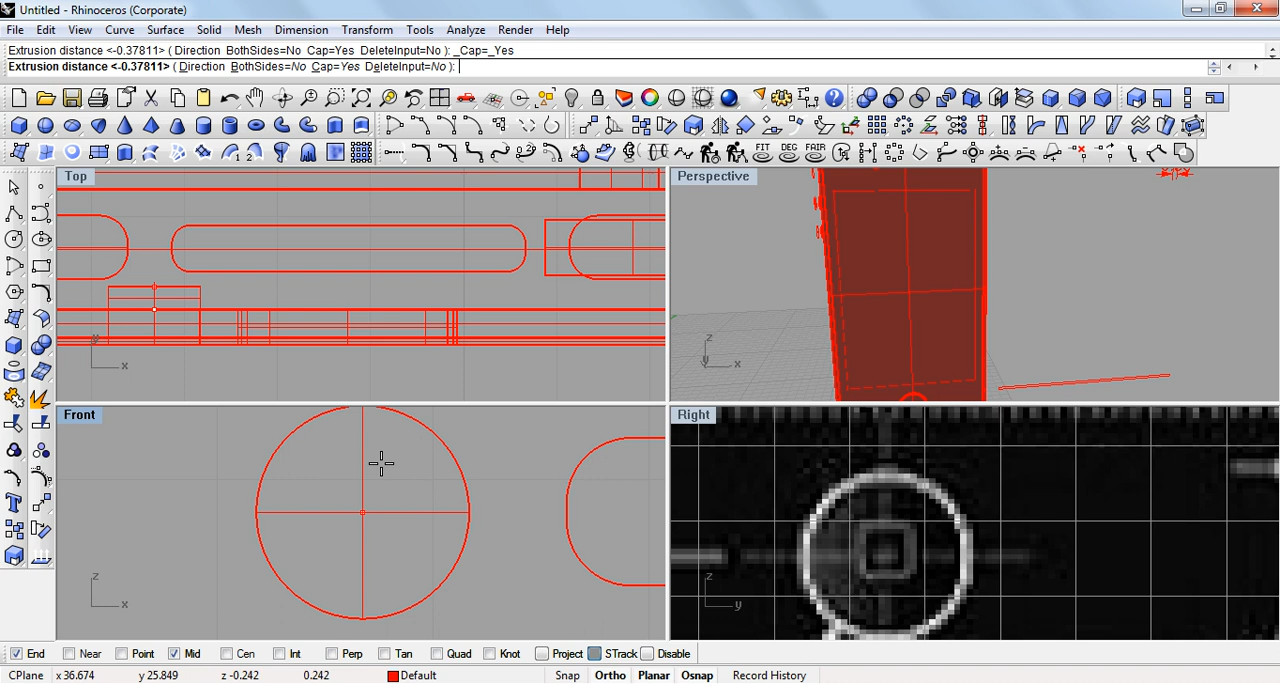 Untitled - Rhinoceros (Corporate)
File Edit View Curve Surface Solid Mesh Dimension Transform Tools Analyze Render Help
Extrusion distance <-0.37811> ( Direction BothSides=No Cap=Yes DeleteInput=No ): _Cap=_Yes
Extrusion distance <-0.37811> ( Direction BothSides=No Cap=Yes DeleteInput=No ):
FIT DEG FAIR
Top
y
x
Perspective
z
y x
Front
z
x
Right
z
y
End Near Point Mid Cen Int Perp Tan Quad Knot Project STrack Disable
CPlane x 36.674 y 25.849 z -0.242 0.242 Default Snap Ortho Planar Osnap Record History